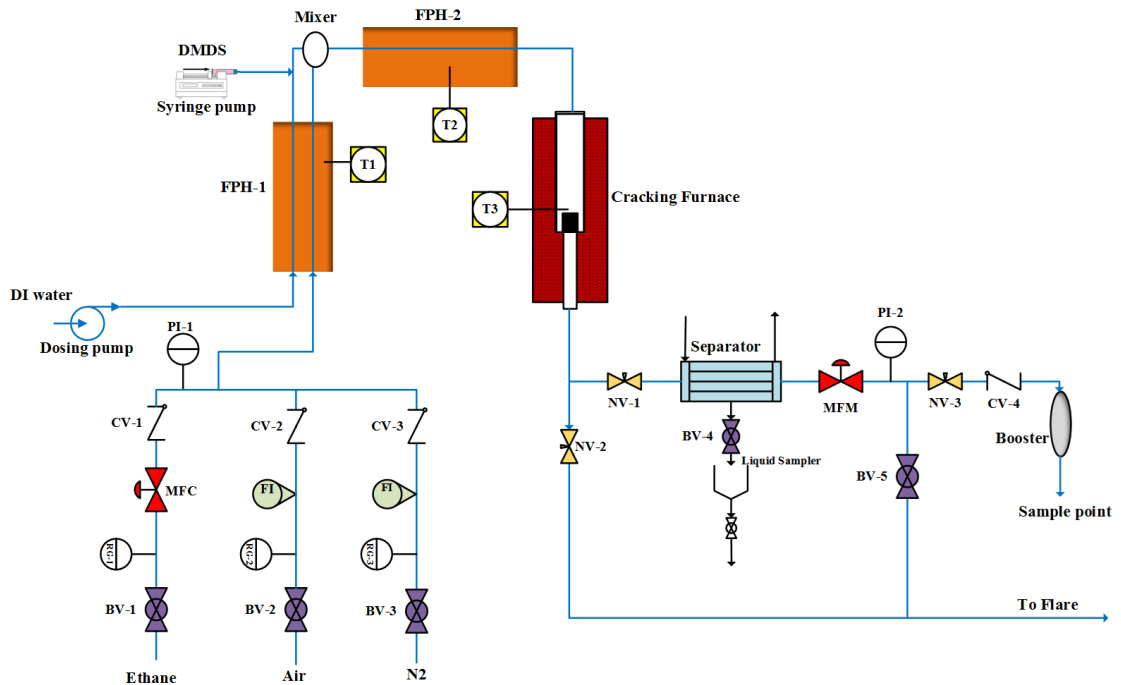 FPH-2
Mixer
DMDS
Syringe pump
T2
T1
FPH-1
T3
Cracking Furnace
DI water
Dosing pump
PI-1
PI-2
Separator
NV-1
MFM
NV-3
CV-4
CV-1
CV-2
CV-3
BV-4
NV-2
Booster
Liquid Sampler
MFC
FI
FI
BV-5
Sample point
RG-1
RG-2
RG-3
BV-1
BV-2
BV-3
To Flare
Ethane
Air
N2